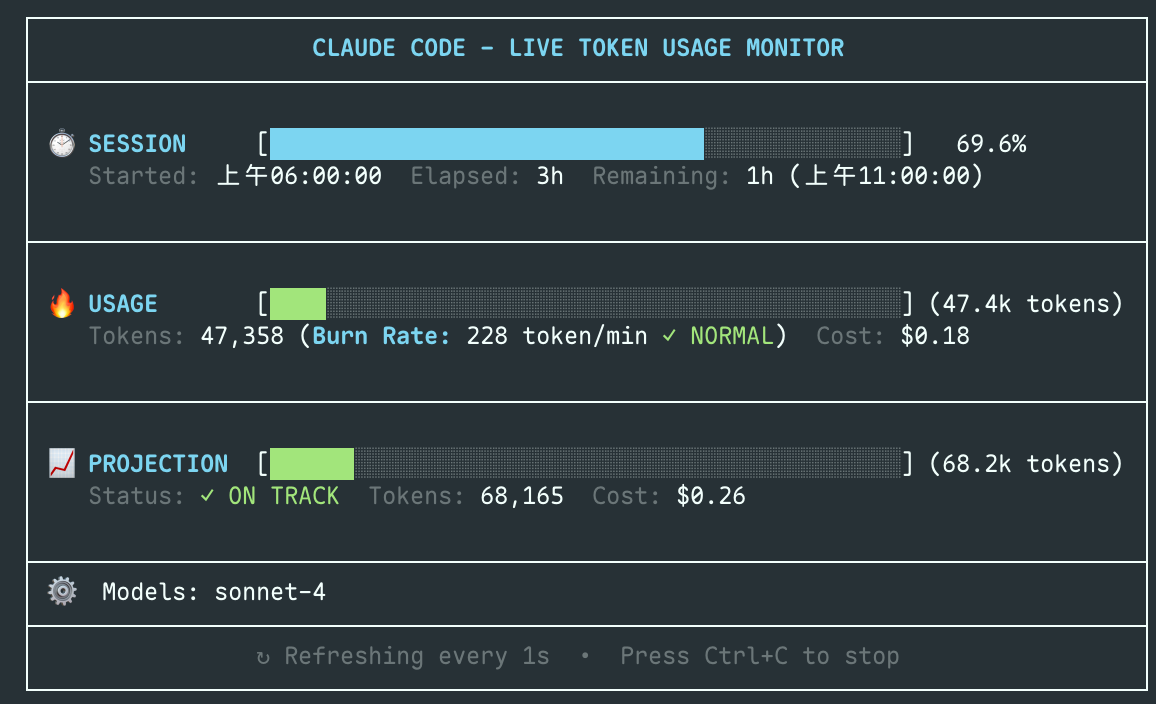 CLAUDE CODE - LIVE TOKEN USAGE MONITOR
SESSION [ ] 69.6%
Started: 上午06:00:00 Elapsed: 3h Remaining: 1h (上午11:00:00)
USAGE [ ] (47.4k tokens)
Tokens: 47,358 (Burn Rate: 228 token/min ✓ NORMAL) Cost: $0.18
PROJECTION [ ] (68.2k tokens)
Status: ✓ ON TRACK Tokens: 68,165 Cost: $0.26
Models: sonnet-4
↻ Refreshing every 1s • Press Ctrl+C to stop